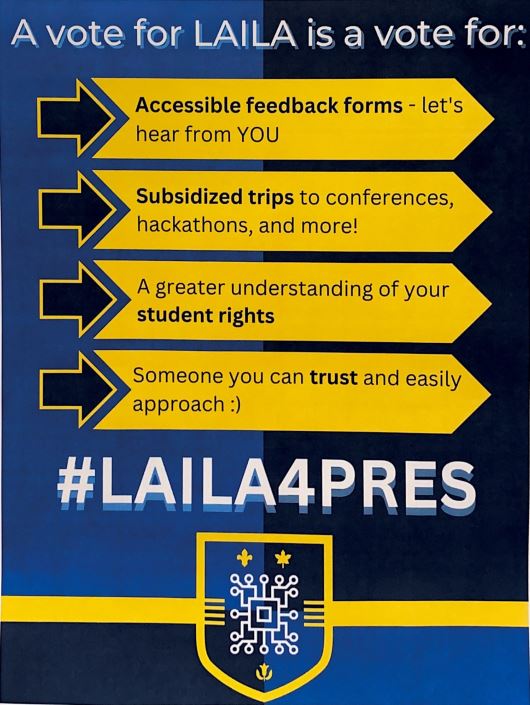 A vote for LAILA is a vote for:
Accessible feedback forms - let's
hear from YOU
Subsidized trips to conferences,
hackathons, and more!
A greater understanding of your
student rights
Someone you can trust and easily
approach :)
#LAILA4PRES